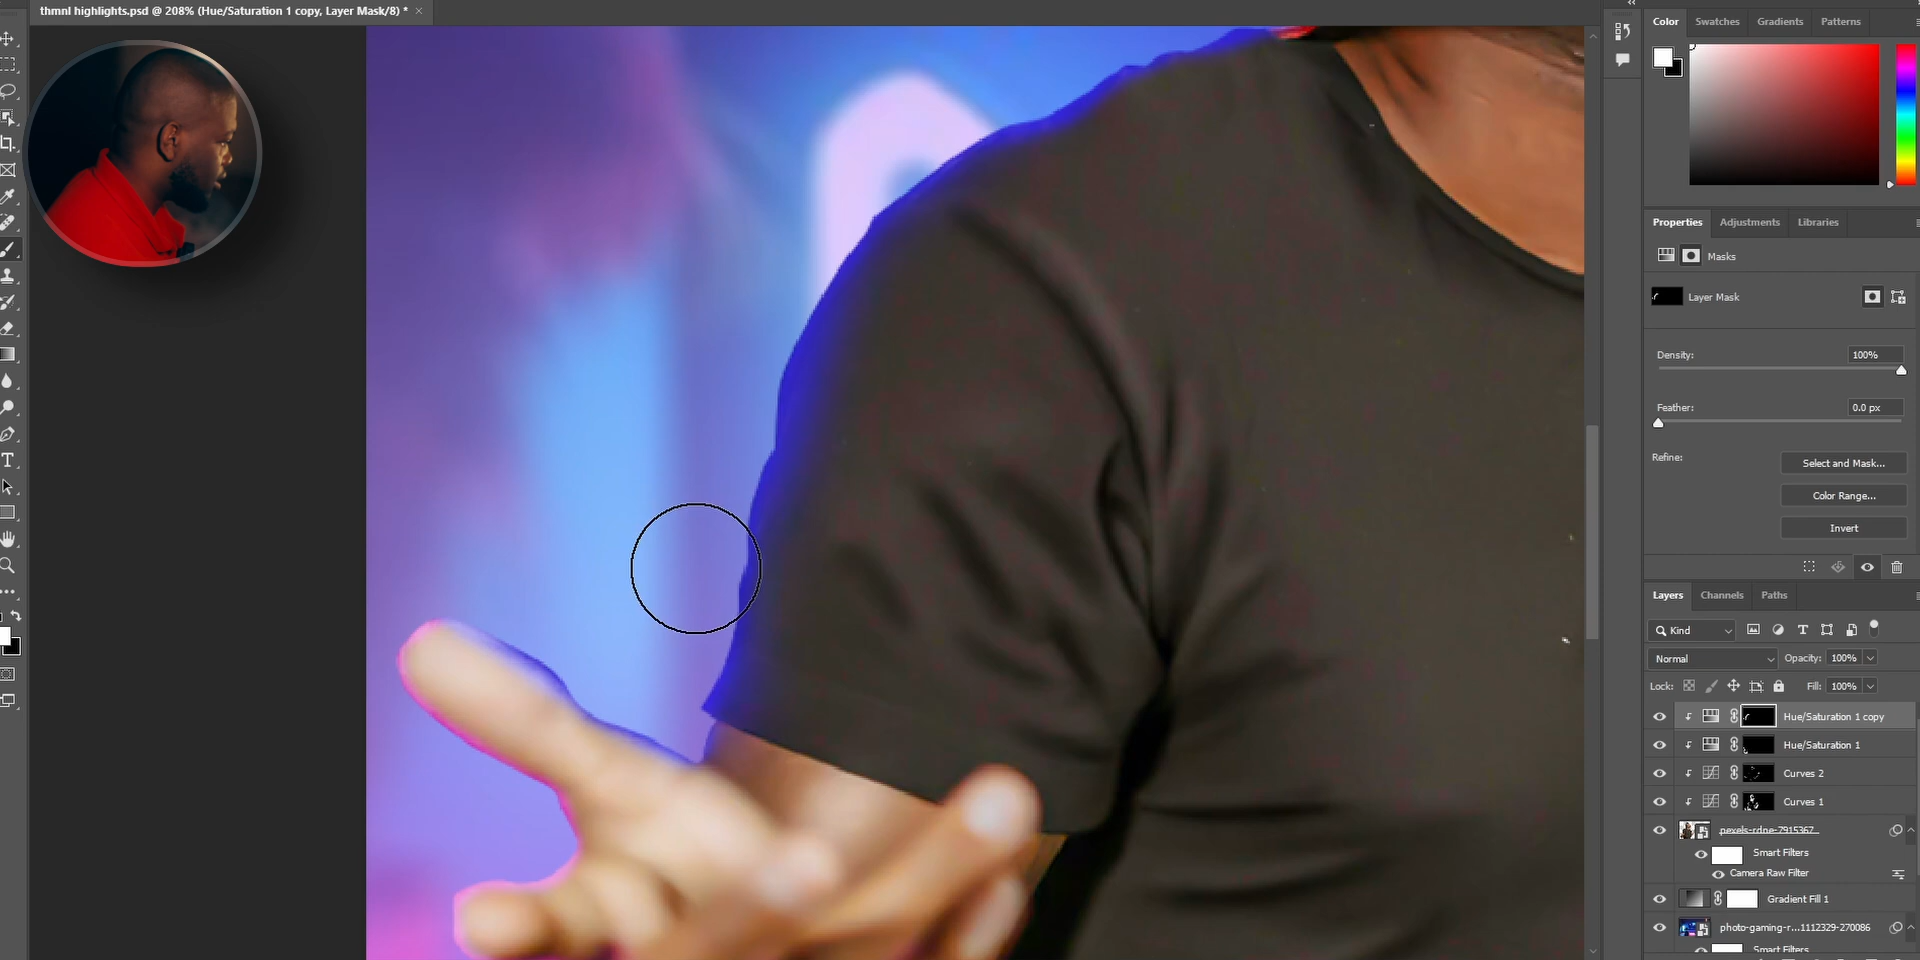 thmnl highlights.psd @ 208% (Hue/Saturation 1 copy, Layer Mask/8) * ×
Color Swatches Gradients Patterns
Properties Adjustments Libraries
Masks
Layer Mask
Density: 100%
Feather: 0.0 px
Refine:
Select and Mask...
Color Range...
Invert
Layers Channels Paths
Kind
Normal Opacity: 100%
Lock: Fill: 100%
Hue/Saturation 1 copy
Hue/Saturation 1
Curves 2
Curves 1
pexels-rdne-7915367
Smart Filters
Camera Raw Filter
Gradient Fill 1
photo-gaming-r...1112329-270086
Smart Filters